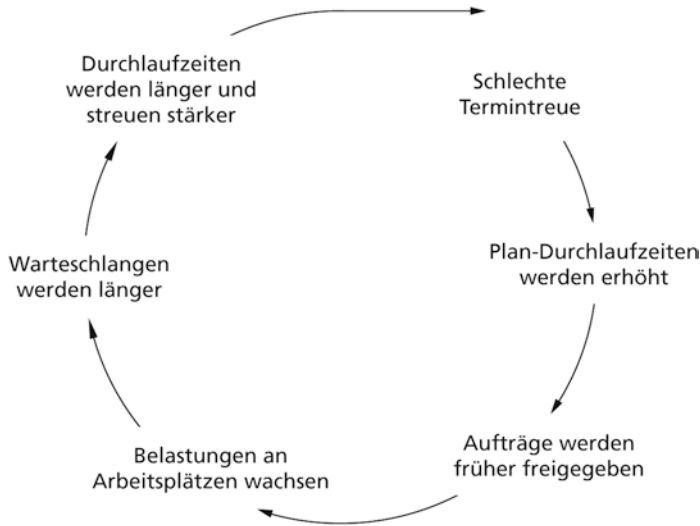 Durchlaufzeiten
werden länger und
streuen stärker
Schlechte
Termintreue
Plan-Durchlaufzeiten
werden erhöht
Aufträge werden
früher freigegeben
Belastungen an
Arbeitsplätzen wachsen
Warteschlangen
werden länger